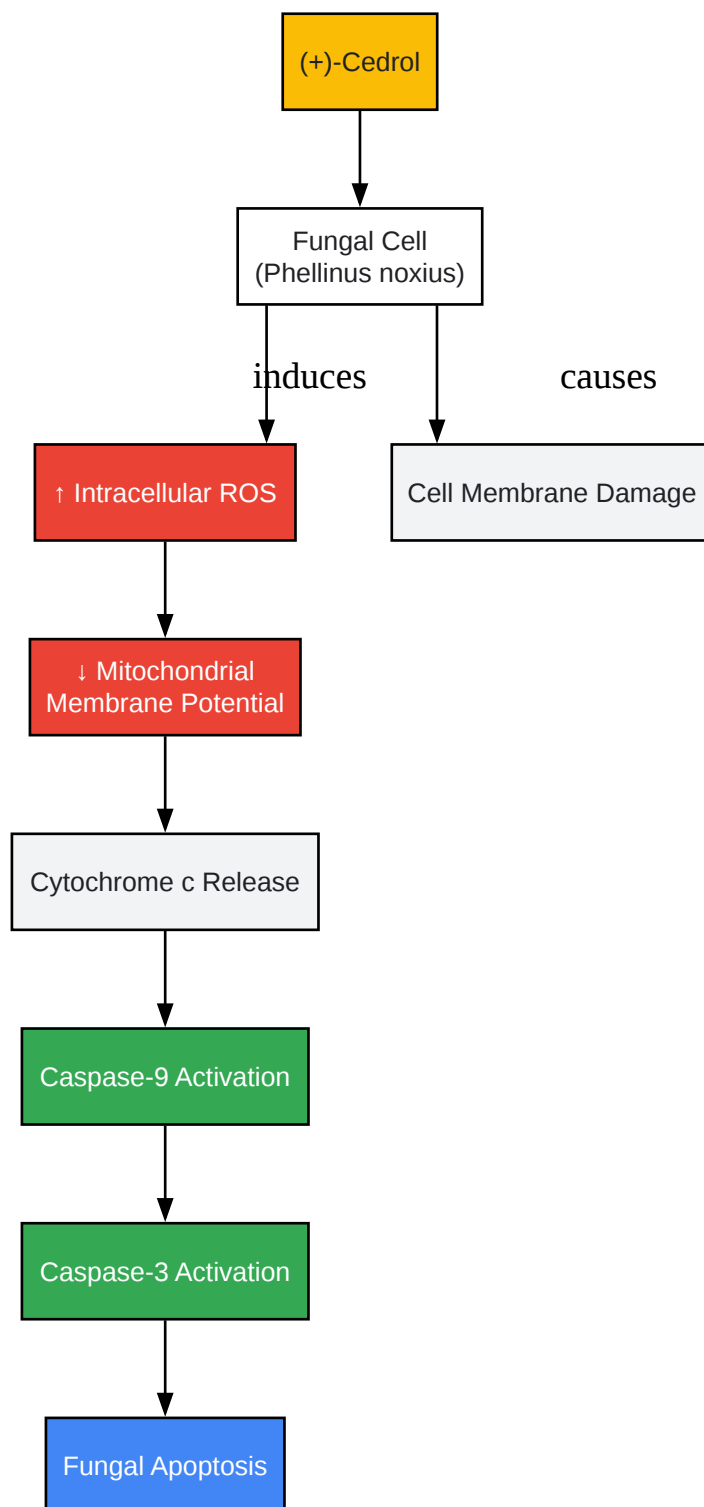 (+)-Cedrol
Fungal Cell
(Phellinus noxius)
induces
causes
↑ Intracellular ROS
Cell Membrane Damage
↓ Mitochondrial
Membrane Potential
Cytochrome c Release
Caspase-9 Activation
Caspase-3 Activation
Fungal Apoptosis